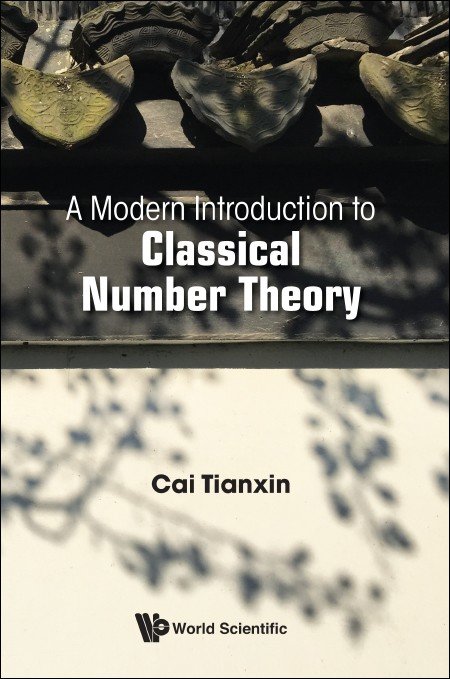 A Modern Introduction to
Classical
Number Theory
Cai Tianxin
World Scientific